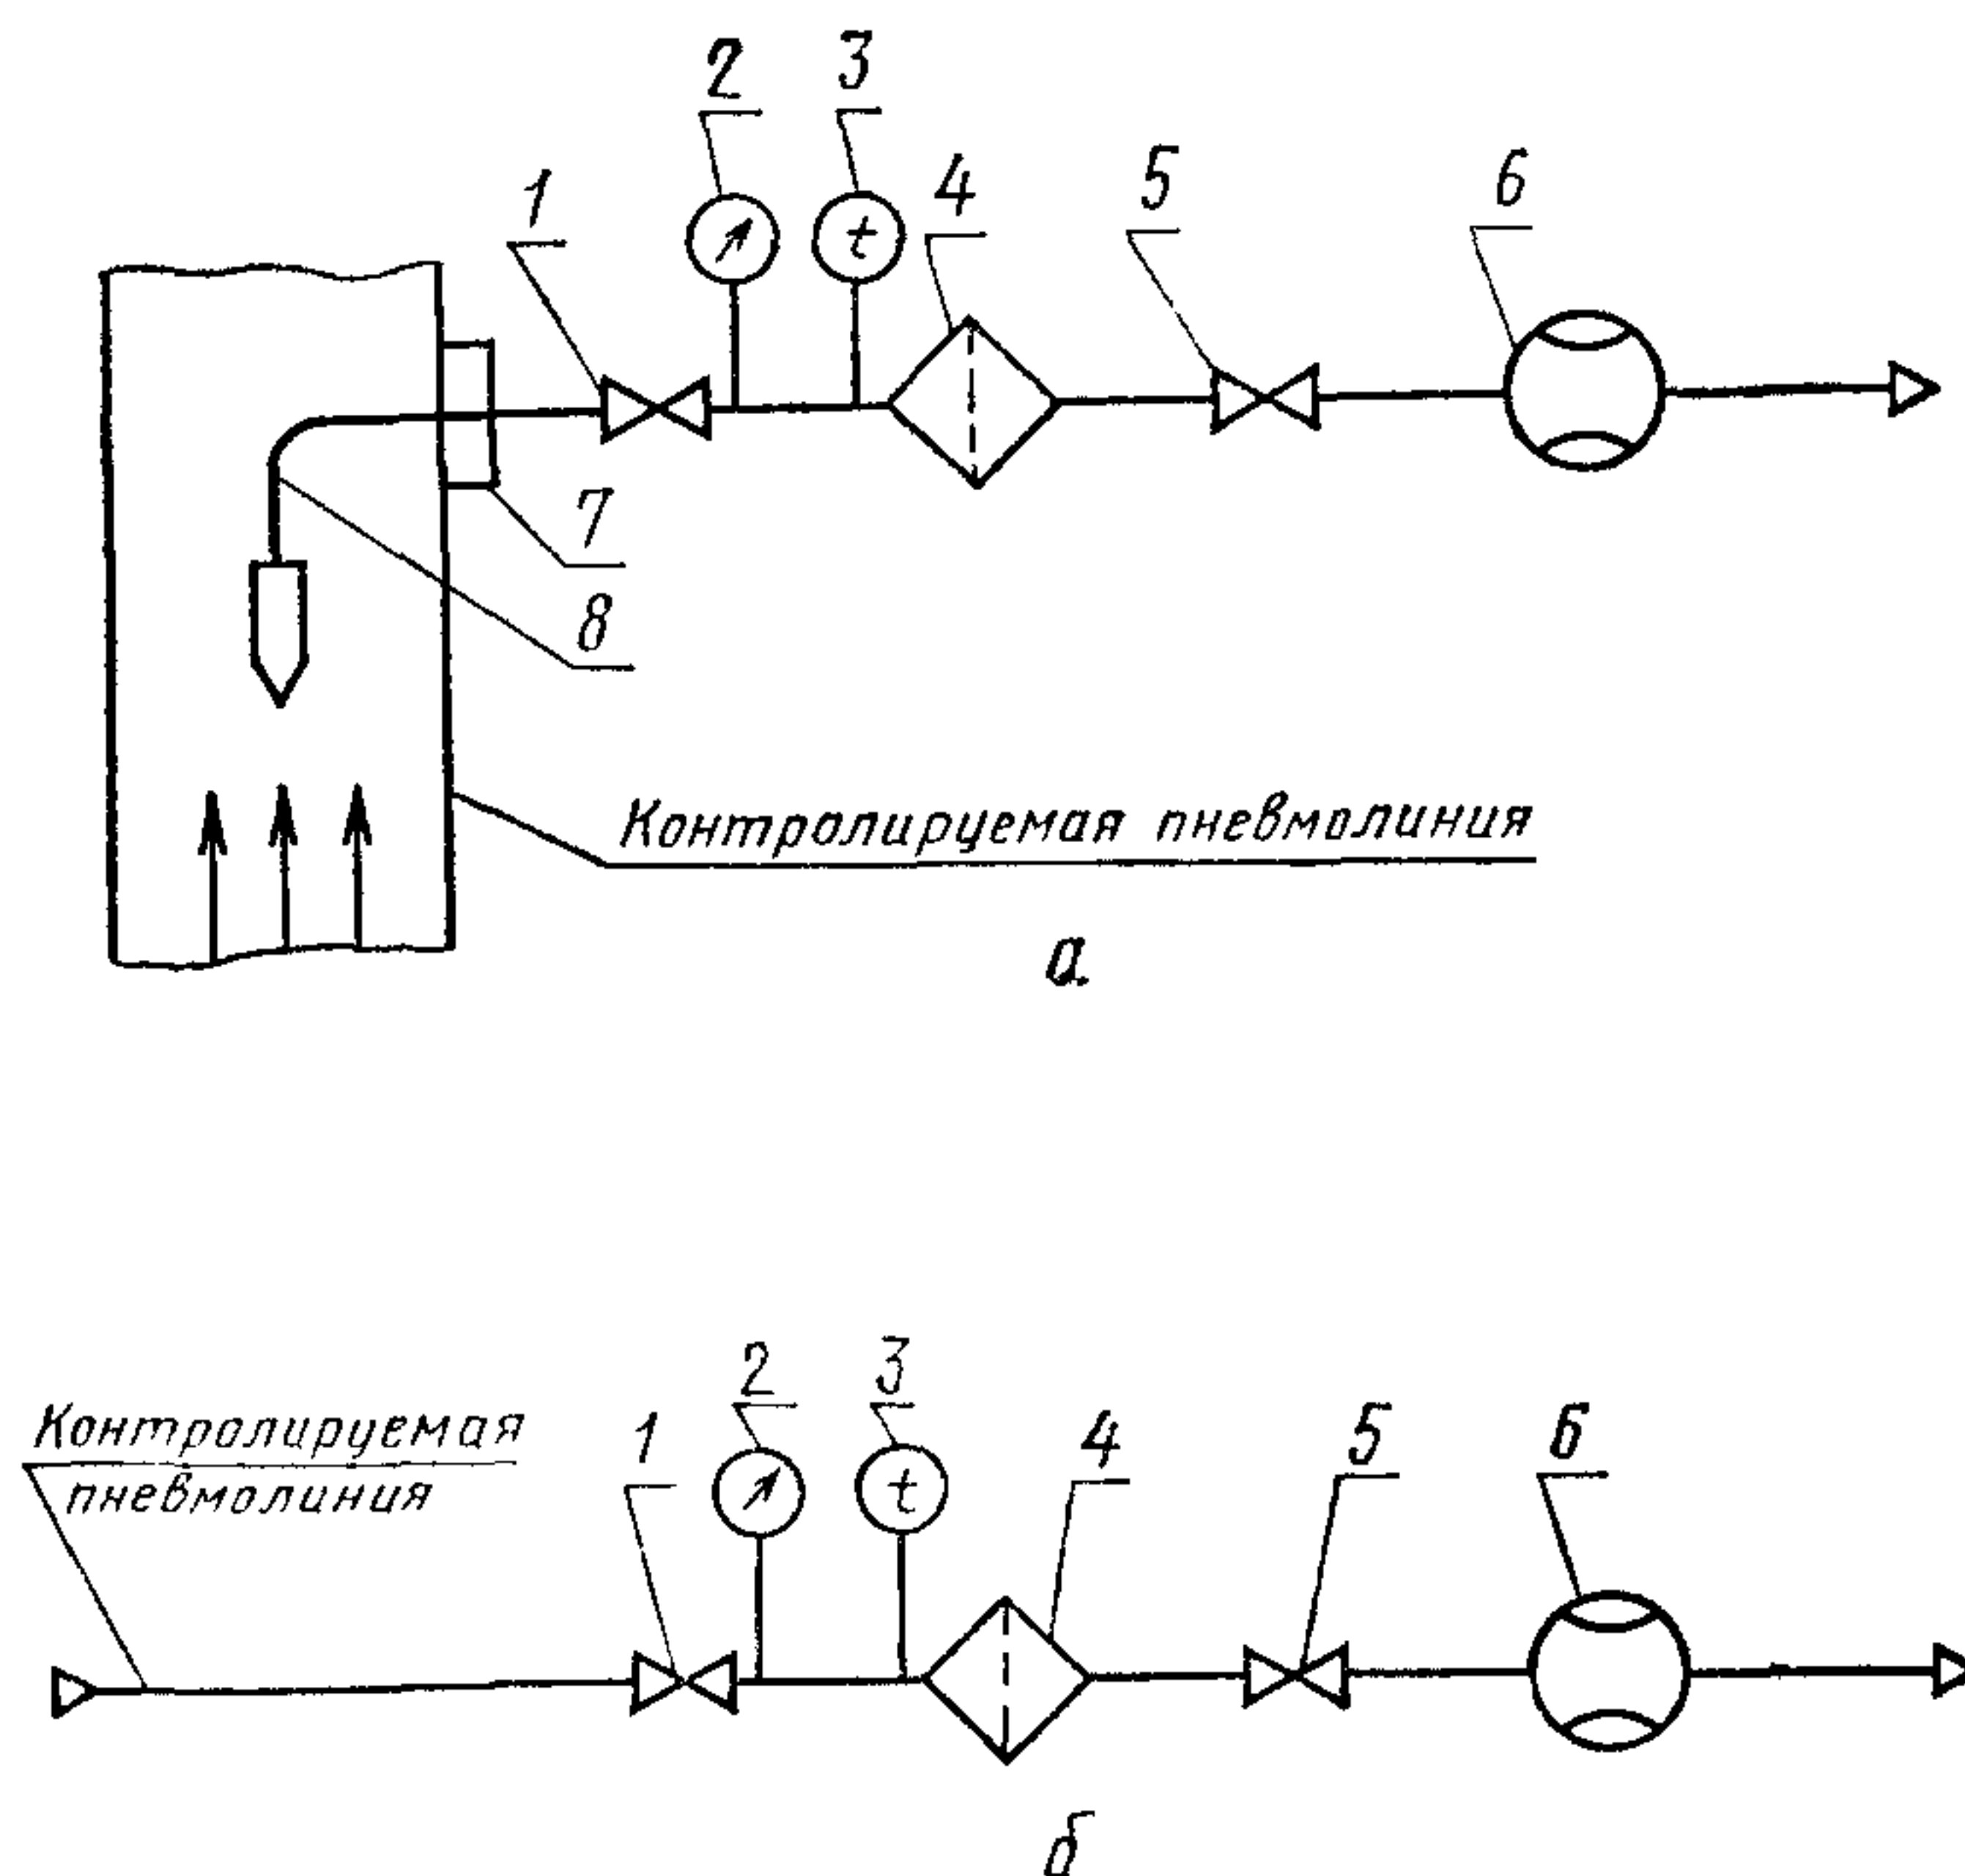 2 3
1 4 5 6
t
7
8
Контролируемая пневмолиния
а
2 3
Контролируемая
пневмолиния
1 4 5 6
t
б